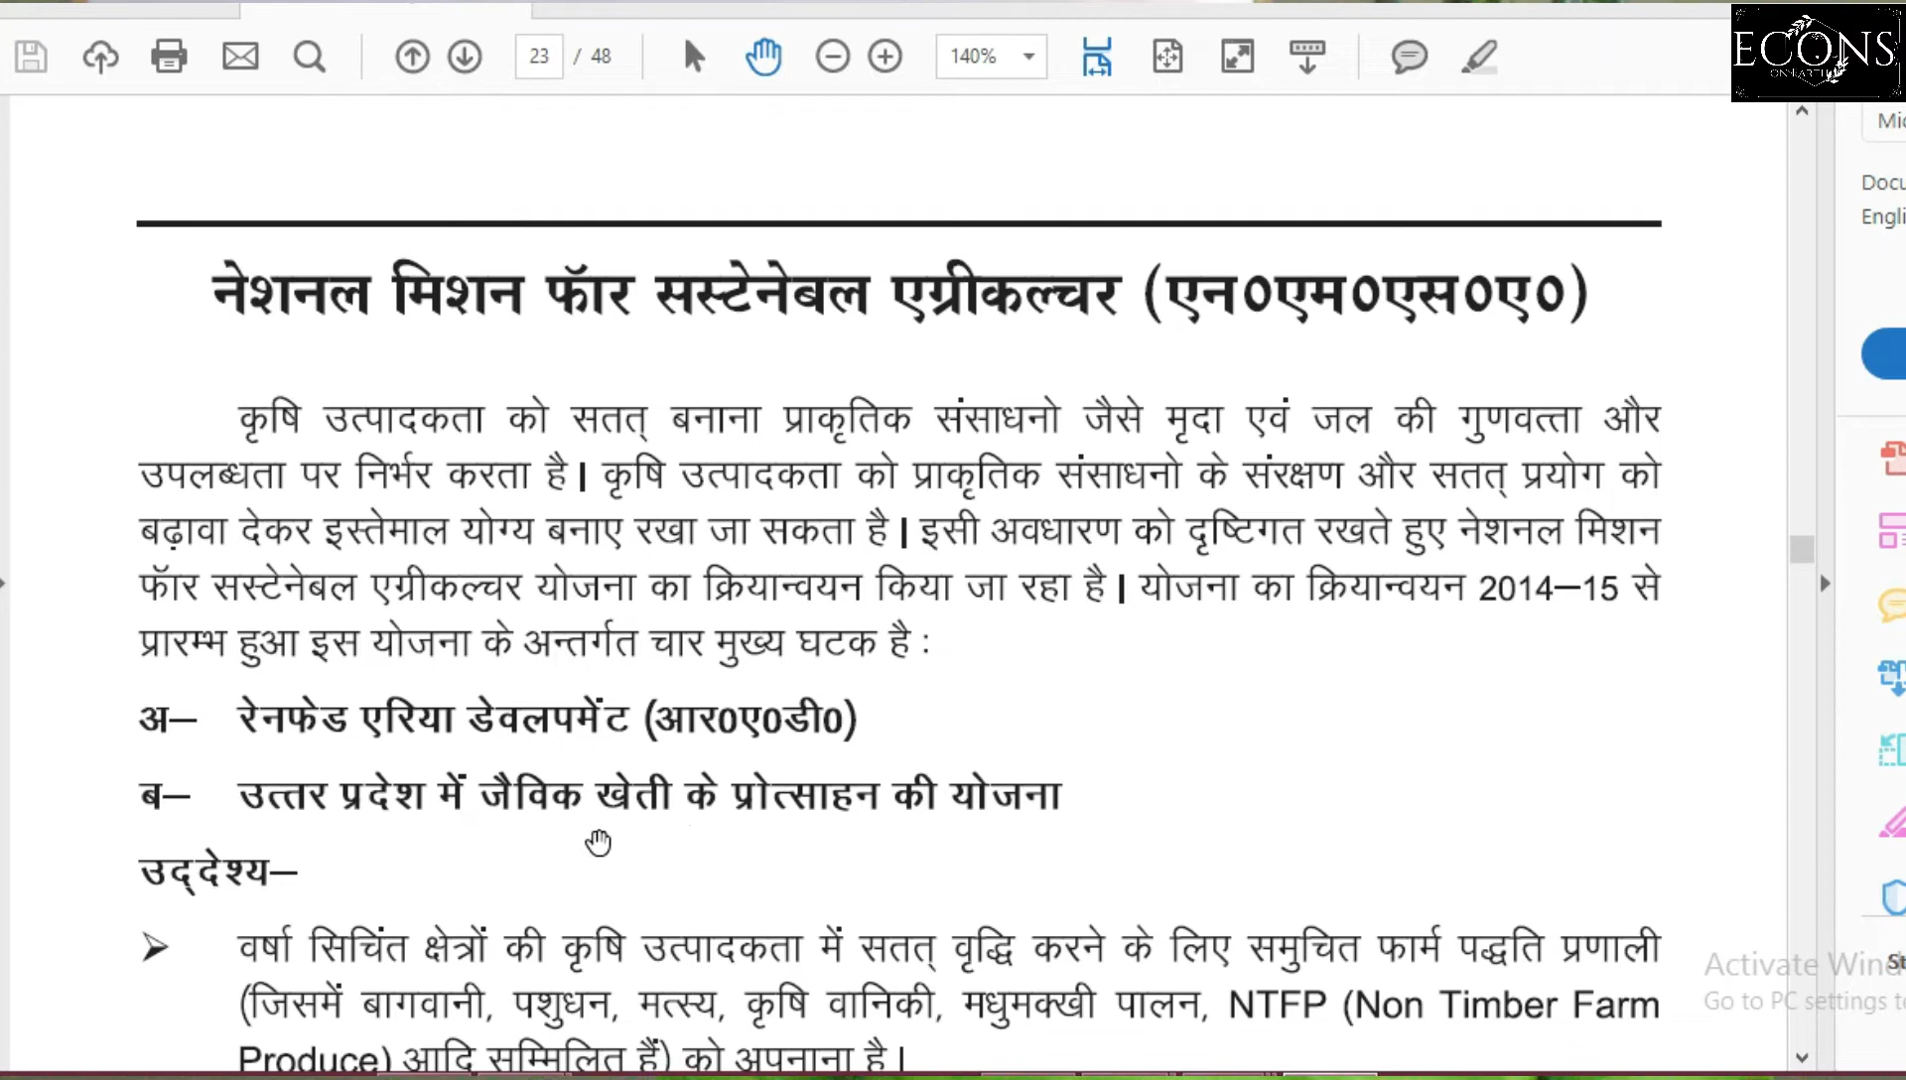 ECONS
23 / 48
140%
Mic
Docu
Engli
नेशनल मिशन फॉर सस्टेनेबल एग्रीकल्चर (एन0एम0एस0ए0)
कृषि उत्पादकता को सतत् बनाना प्राकृतिक संसाधनो जैसे मृदा एवं जल की गुणवत्ता और
उपलब्धता पर निर्भर करता है। कृषि उत्पादकता को प्राकृतिक संसाधनो के संरक्षण और सतत् प्रयोग को
बढ़ावा देकर इस्तेमाल योग्य बनाए रखा जा सकता है। इसी अवधारण को दृष्टिगत रखते हुए नेशनल मिशन
फॉर सस्टेनेबल एग्रीकल्चर योजना का क्रियान्वयन किया जा रहा है। योजना का क्रियान्वयन 2014–15 से
प्रारम्भ हुआ इस योजना के अन्तर्गत चार मुख्य घटक है :
अ– रेनफेड एरिया डेवलपमेंट (आर0ए0डी0)
ब– उत्तर प्रदेश में जैविक खेती के प्रोत्साहन की योजना
उद्देश्य–
वर्षा सिचिंत क्षेत्रों की कृषि उत्पादकता में सतत् वृद्धि करने के लिए समुचित फार्म पद्धति प्रणाली
(जिसमें बागवानी, पशुधन, मत्स्य, कृषि वानिकी, मधुमक्खी पालन, NTFP (Non Timber Farm
Produce) आदि सम्मिलित हैं) को अपनाना है।
Activate Wind
Go to PC settings to